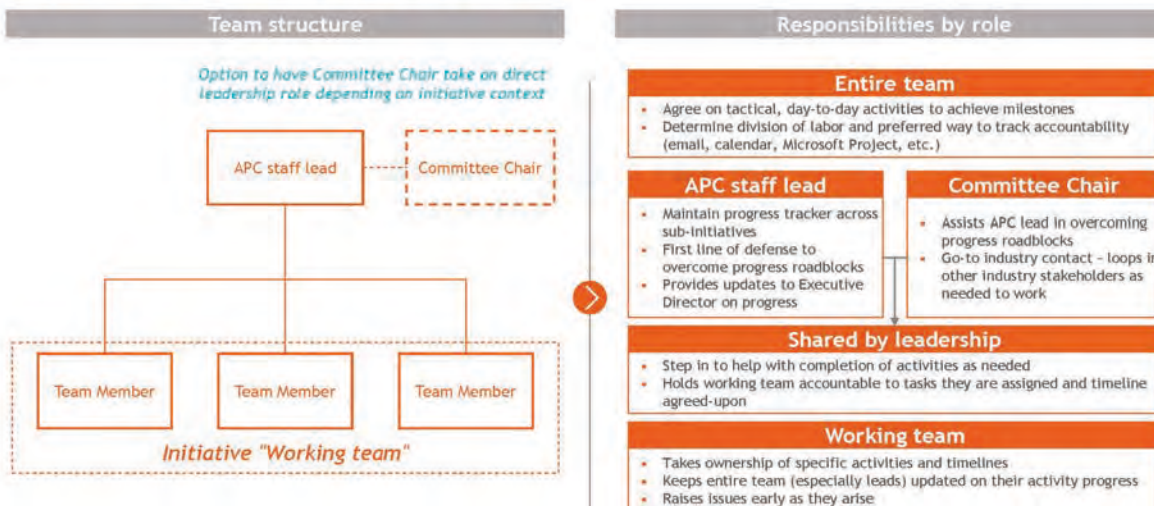 Team structure
Option to have Committee Chair take on direct
leadership role depending on initiative context
APC staff lead
Committee Chair
Team Member
Team Member
Team Member
Initiative "Working team"
Responsibilities by role
Entire team
• Agree on tactical, day-to-day activities to achieve milestones
• Determine division of labor and preferred way to track accountability
(email, calendar, Microsoft Project, etc.)
APC staff lead
• Maintain progress tracker across
sub-initiatives
• First line of defense to
overcome progress roadblocks
• Provides updates to Executive
Director on progress
Committee Chair
• Assists APC lead in overcoming
progress roadblocks
• Go-to industry contact – loops in
other industry stakeholders as
needed to work
Shared by leadership
• Step in to help with completion of activities as needed
• Holds working team accountable to tasks they are assigned and timeline
agreed-upon
Working team
• Takes ownership of specific activities and timelines
• Keeps entire team (especially leads) updated on their activity progress
• Raises issues early as they arise